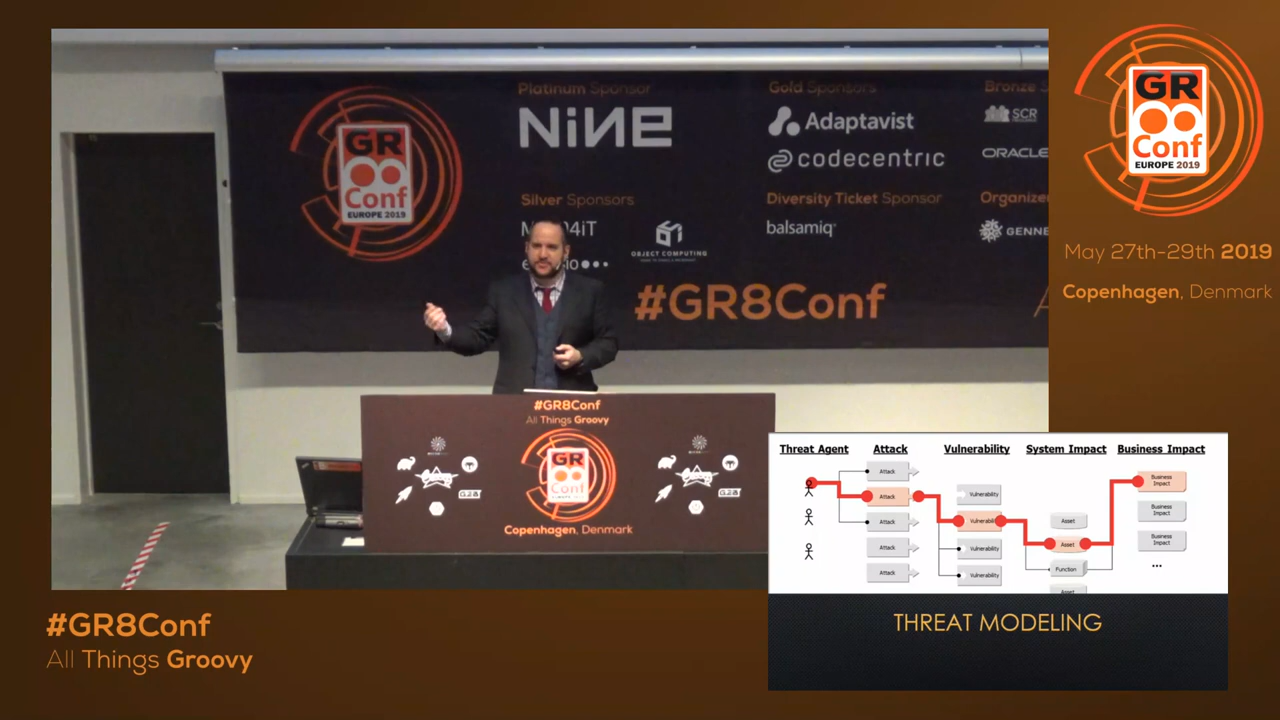 Platinum Sponsor
NiNE
Gold Sponsors
Adaptavist
codecentric
Bronze
SCR
ORACLE
Silver Sponsors
OBJECT COMPUTING
Diversity Ticket Sponsor
balsamiq
Organize
GENNE
GR
Conf
EUROPE 2019
#GR8Conf
GR
Conf
EUROPE 2019
May 27th-29th 2019
Copenhagen, Denmark
#GR8Conf
All Things Groovy
GR
Conf
Copenhagen, Denmark
Threat Agent
Attack
Vulnerability
System Impact
Business Impact
Attack
Attack
Attack
Attack
Attack
Vulnerability
Vulnerability
Vulnerability
Vulnerability
Asset
Asset
Function
Asset
Business
Impact
Business
Impact
Business
Impact
...
THREAT MODELING
#GR8Conf
All Things Groovy